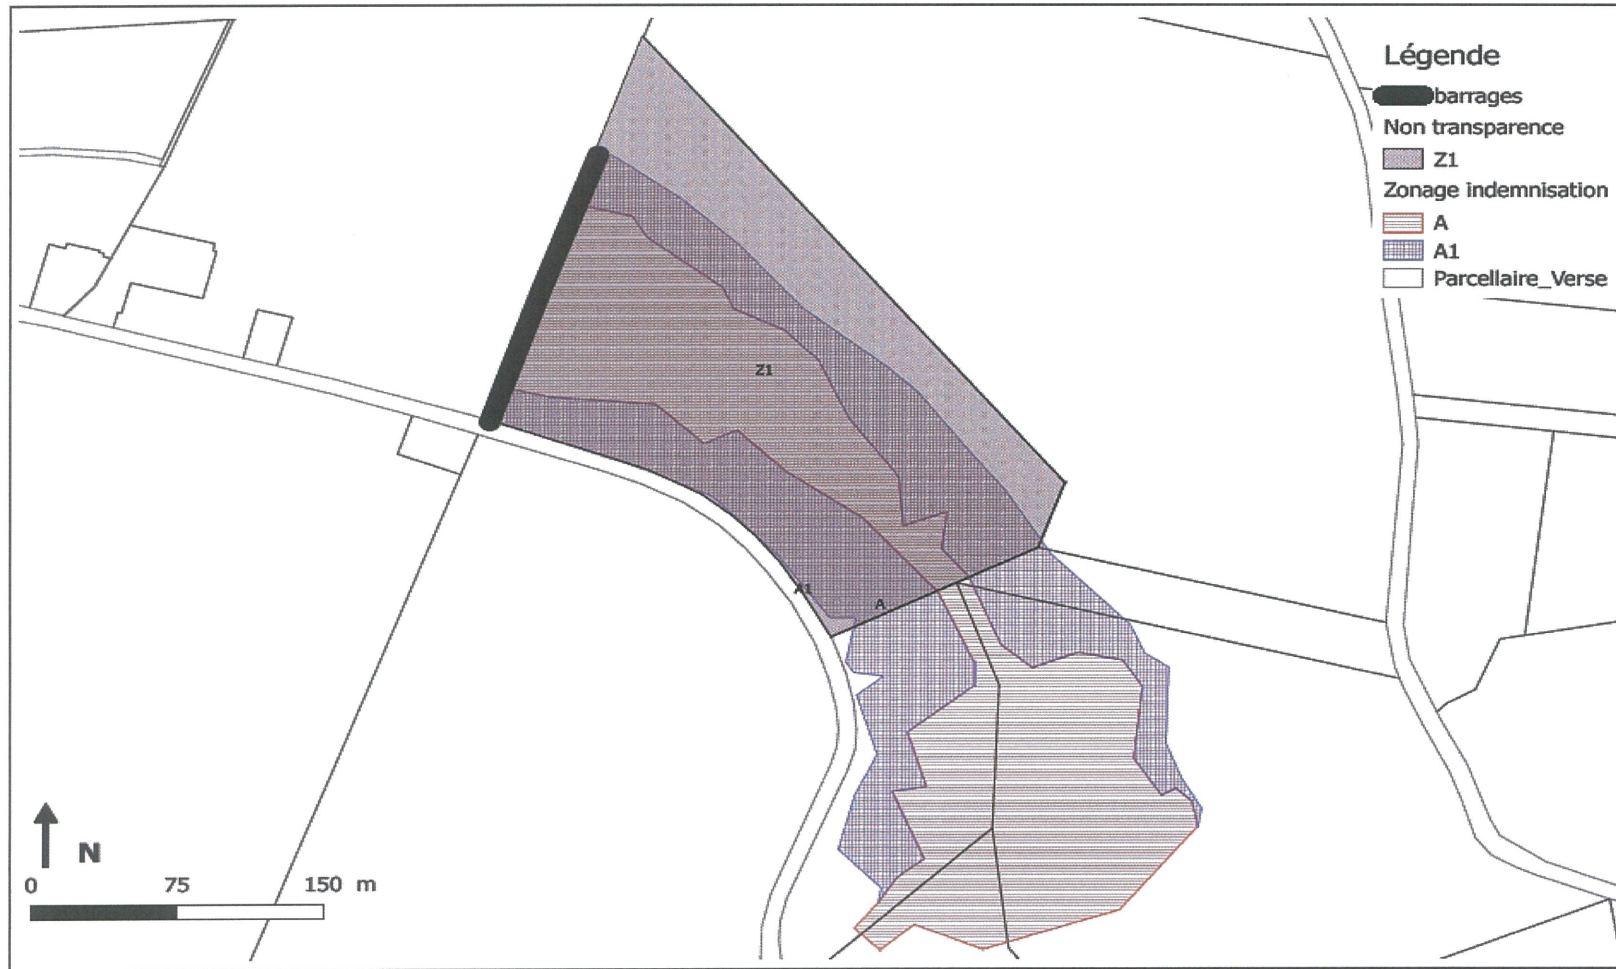 Légende
barrages
Non transparence
Z1
Zonage indemnisation
A
A1
Parcellaire_Verse
Z1
A1
A
N
0 75 150 m